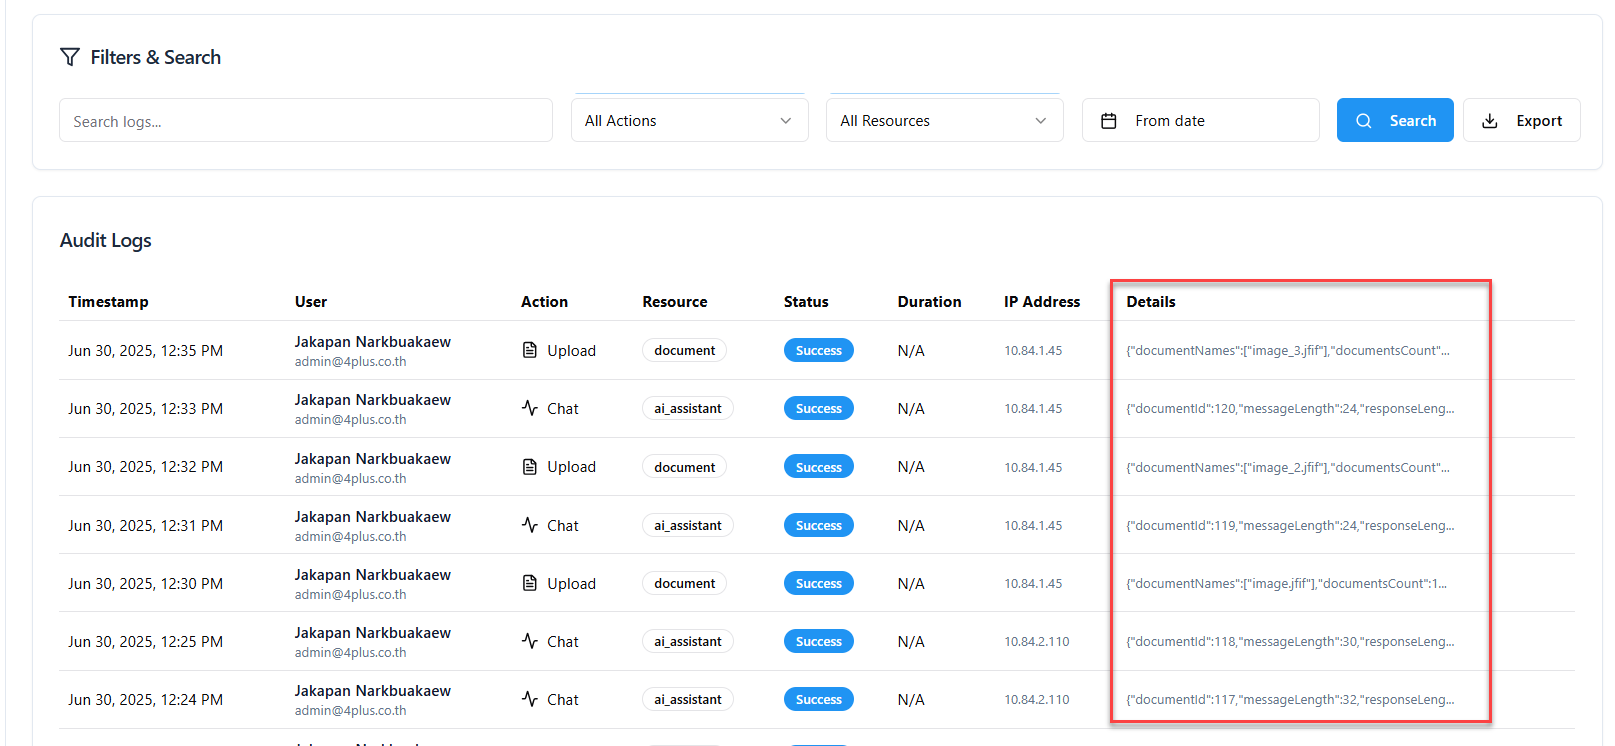 Filters & Search
Search logs...
All Actions
All Resources
From date
Search
Export
Audit Logs
Timestamp User Action Resource Status Duration IP Address Details
Jun 30, 2025, 12:35 PM Jakapan Narkbuakaew Upload document Success N/A 10.84.1.45 {"documentNames":["image_3.jfif"],"documentsCount"...
admin@4plus.co.th
Jun 30, 2025, 12:33 PM Jakapan Narkbuakaew Chat ai_assistant Success N/A 10.84.1.45 {"documentId":120,"messageLength":24,"responseLeng...
admin@4plus.co.th
Jun 30, 2025, 12:32 PM Jakapan Narkbuakaew Upload document Success N/A 10.84.1.45 {"documentNames":["image_2.jfif"],"documentsCount"...
admin@4plus.co.th
Jun 30, 2025, 12:31 PM Jakapan Narkbuakaew Chat ai_assistant Success N/A 10.84.1.45 {"documentId":119,"messageLength":24,"responseLeng...
admin@4plus.co.th
Jun 30, 2025, 12:30 PM Jakapan Narkbuakaew Upload document Success N/A 10.84.1.45 {"documentNames":["image.jfif"],"documentsCount":1...
admin@4plus.co.th
Jun 30, 2025, 12:25 PM Jakapan Narkbuakaew Chat ai_assistant Success N/A 10.84.2.110 {"documentId":118,"messageLength":30,"responseLeng...
admin@4plus.co.th
Jun 30, 2025, 12:24 PM Jakapan Narkbuakaew Chat ai_assistant Success N/A 10.84.2.110 {"documentId":117,"messageLength":32,"responseLeng...
admin@4plus.co.th